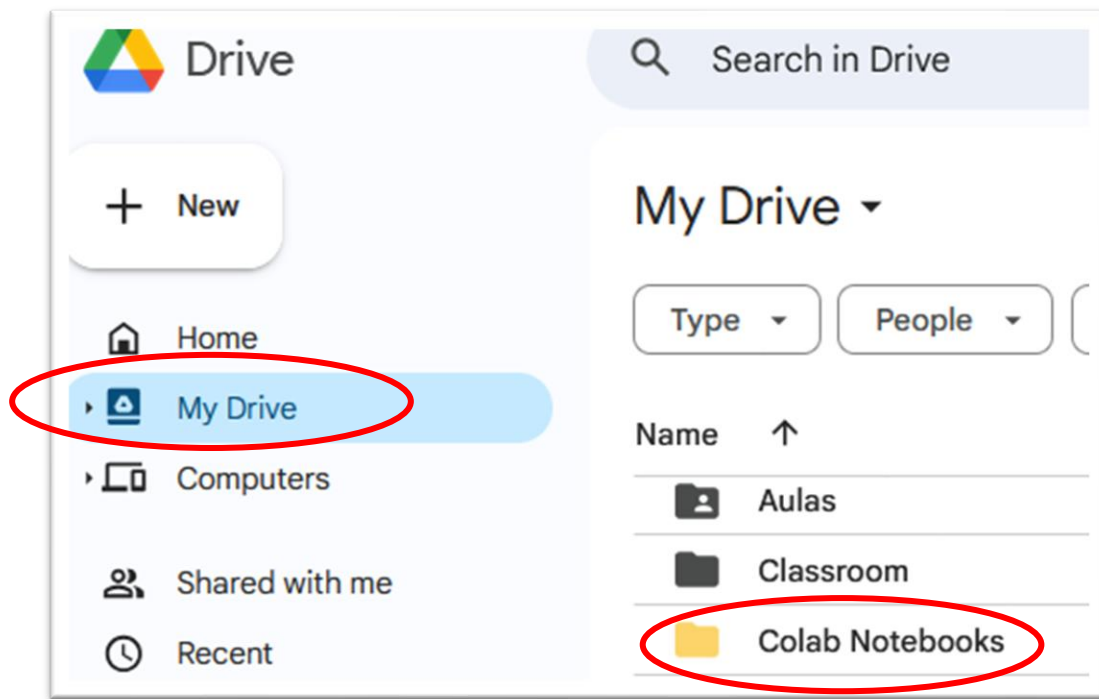 Drive
Search in Drive
New
Home
My Drive
Computers
Shared with me
Recent
My Drive
Type
People
Name
Aulas
Classroom
Colab Notebooks